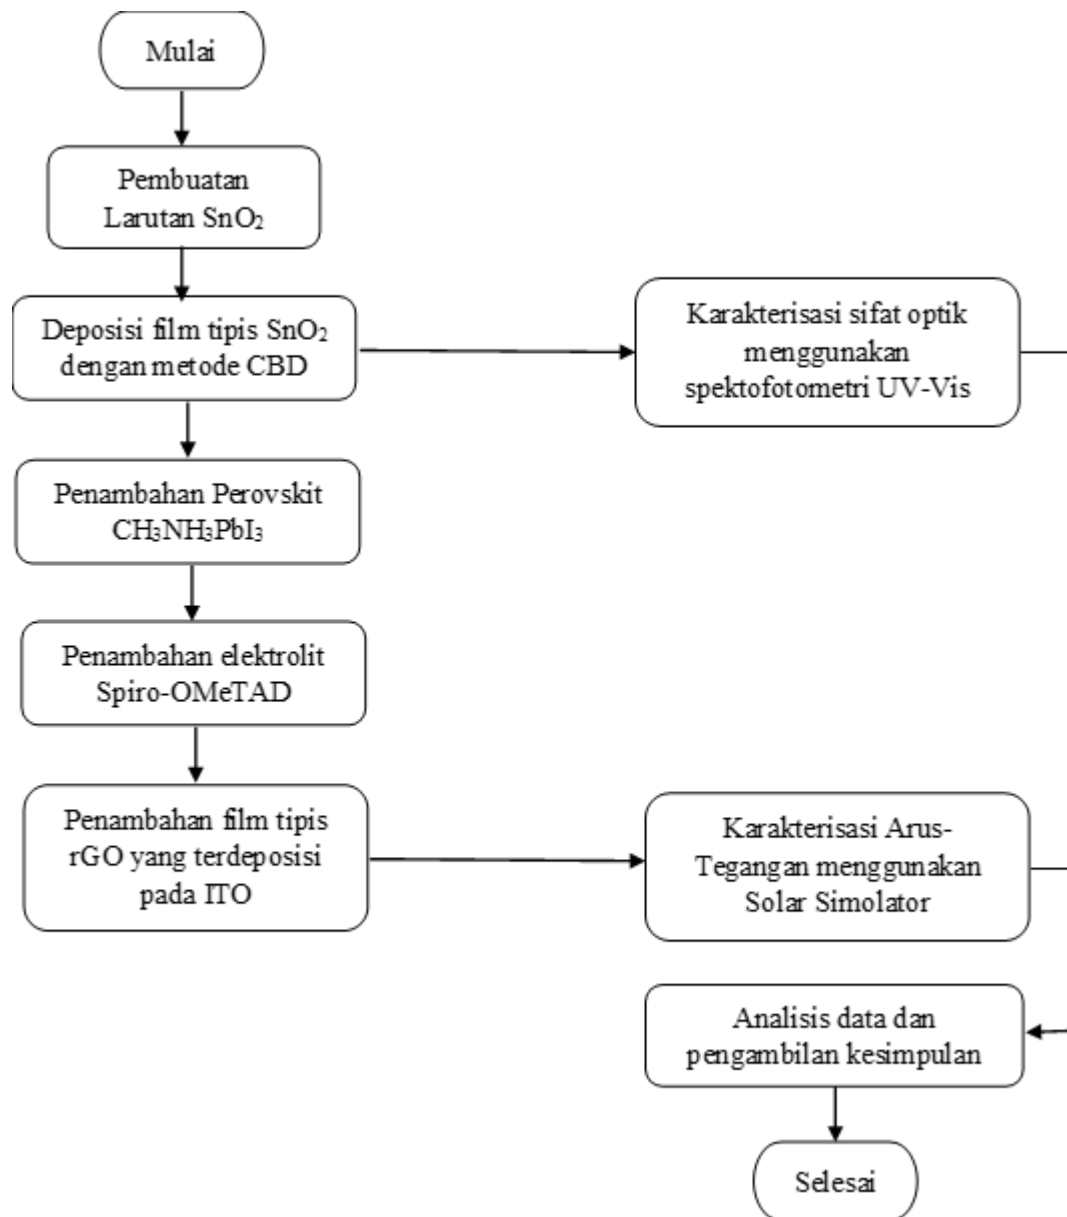 Mulai
Pembuatan
Larutan SnO₂
Deposisi film tipis SnO₂
dengan metode CBD
Karakterisasi sifat optik
menggunakan
spektofotometri UV-Vis
Penambahan Perovskit
CH₃NH₃PbI₃
Penambahan elektrolit
Spiro-OMeTAD
Penambahan film tipis
rGO yang terdeposisi
pada ITO
Karakterisasi Arus-
Tegangan menggunakan
Solar Simolator
Analisis data dan
pengambilan kesimpulan
Selesai